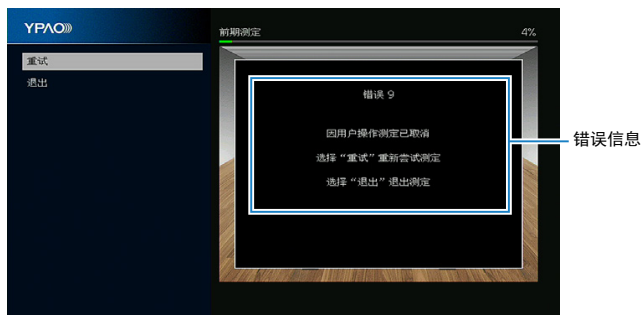 YPAO
前期测定 4%
重试
退出
错误 9
因用户操作测定已取消
选择“重试”重新尝试测定
选择“退出”退出测定
错误信息